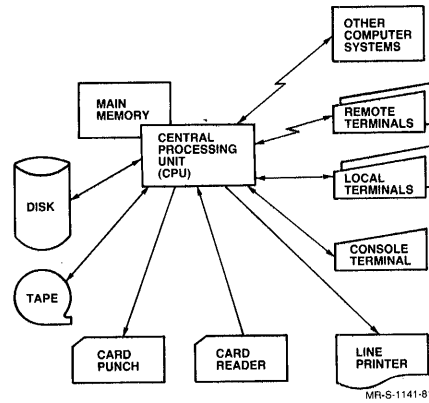 OTHER
COMPUTER
SYSTEMS
MAIN
MEMORY
REMOTE
TERMINALS
CENTRAL
PROCESSING
UNIT
(CPU)
LOCAL
TERMINALS
DISK
CONSOLE
TERMINAL
TAPE
CARD
PUNCH
CARD
READER
LINE
PRINTER
MR-S-1141-8